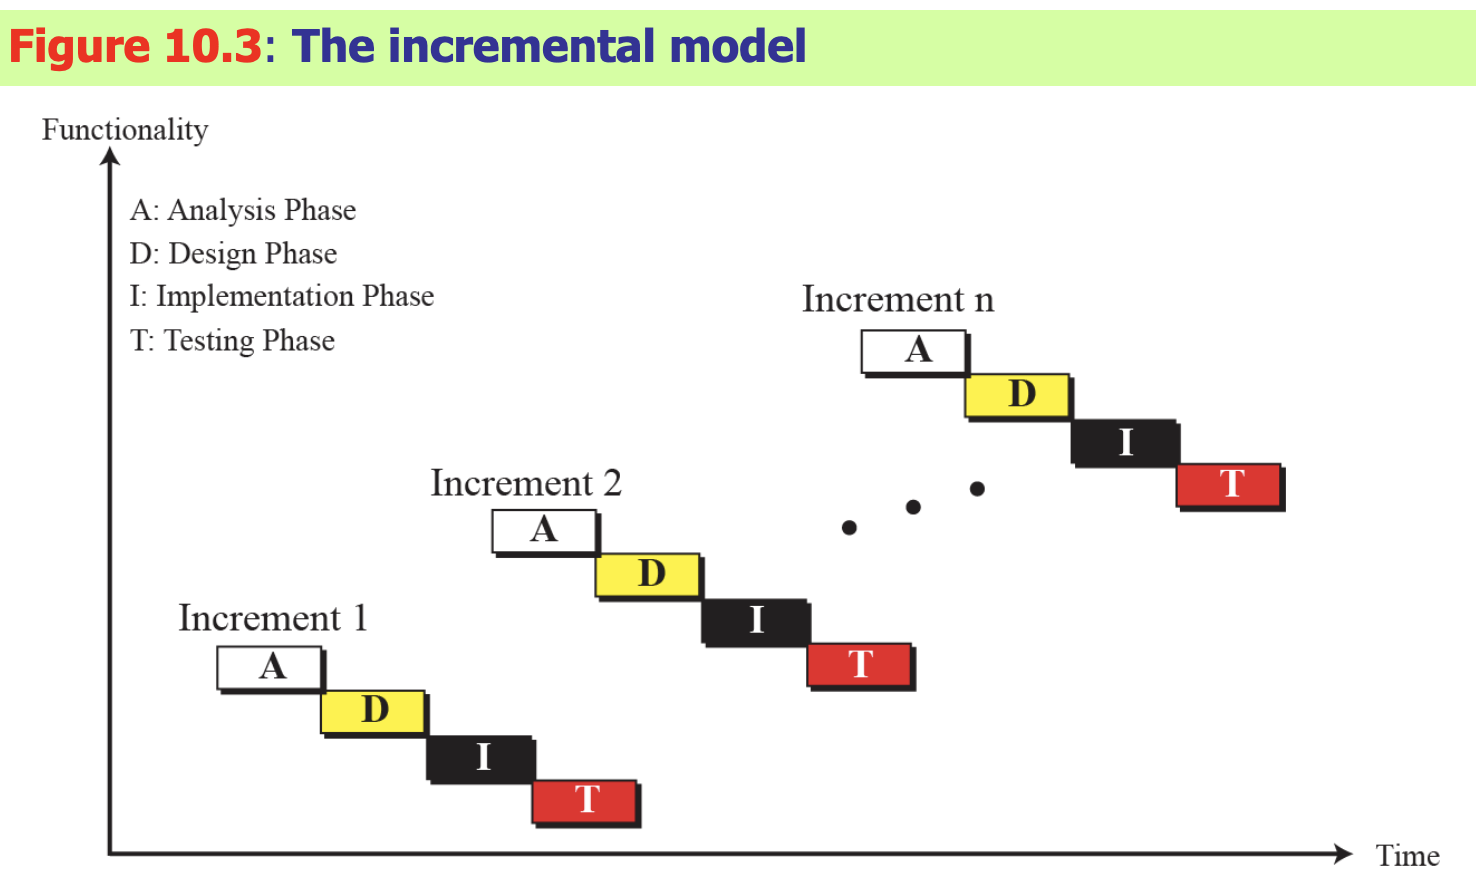 Figure 10.3: The incremental model
Functionality
A: Analysis Phase
D: Design Phase
I: Implementation Phase
T: Testing Phase
Increment n
A
D
I
T
Increment 2
A
D
I
T
Increment 1
A
D
I
T
Time